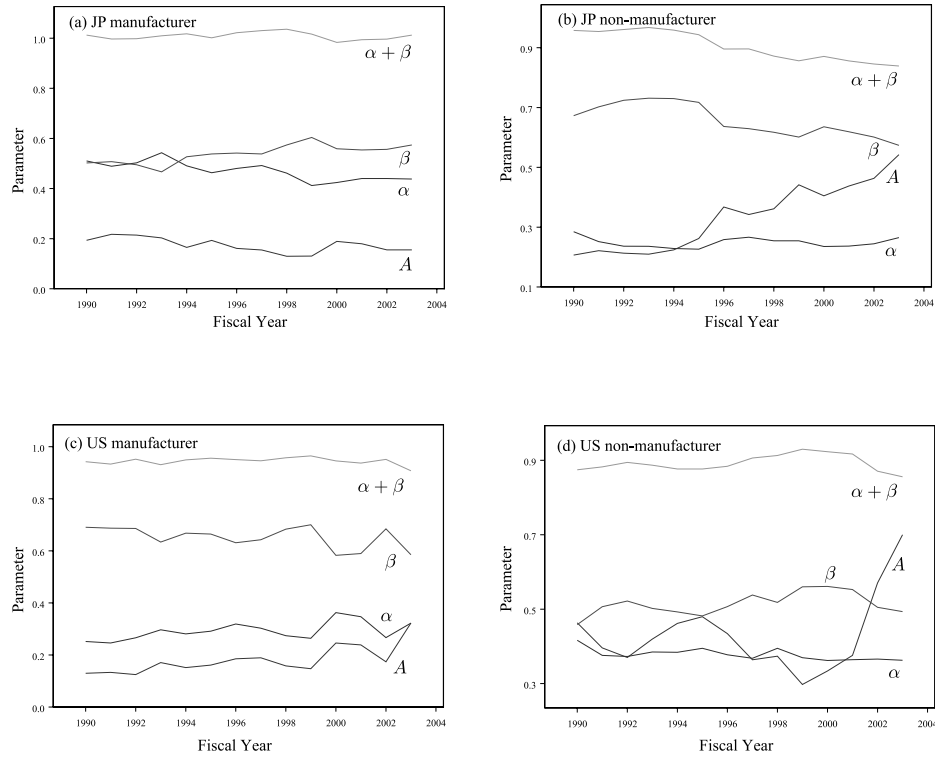 (a) JP manufacturer
1.0
0.8
0.6
0.4
0.2
0.0
Parameter
α + β
β
α
A
1990 1992 1994 1996 1998 2000 2002 2004
Fiscal Year
(b) JP non-manufacturer
0.9
0.7
0.5
0.3
0.1
Parameter
α + β
β
A
α
1990 1992 1994 1996 1998 2000 2002 2004
Fiscal Year
(c) US manufacturer
1.0
0.8
0.6
0.4
0.2
0.0
Parameter
α + β
β
α
A
1990 1992 1994 1996 1998 2000 2002 2004
Fiscal Year
(d) US non-manufacturer
0.9
0.7
0.5
0.3
Parameter
α + β
A
β
α
1990 1992 1994 1996 1998 2000 2002 2004
Fiscal Year